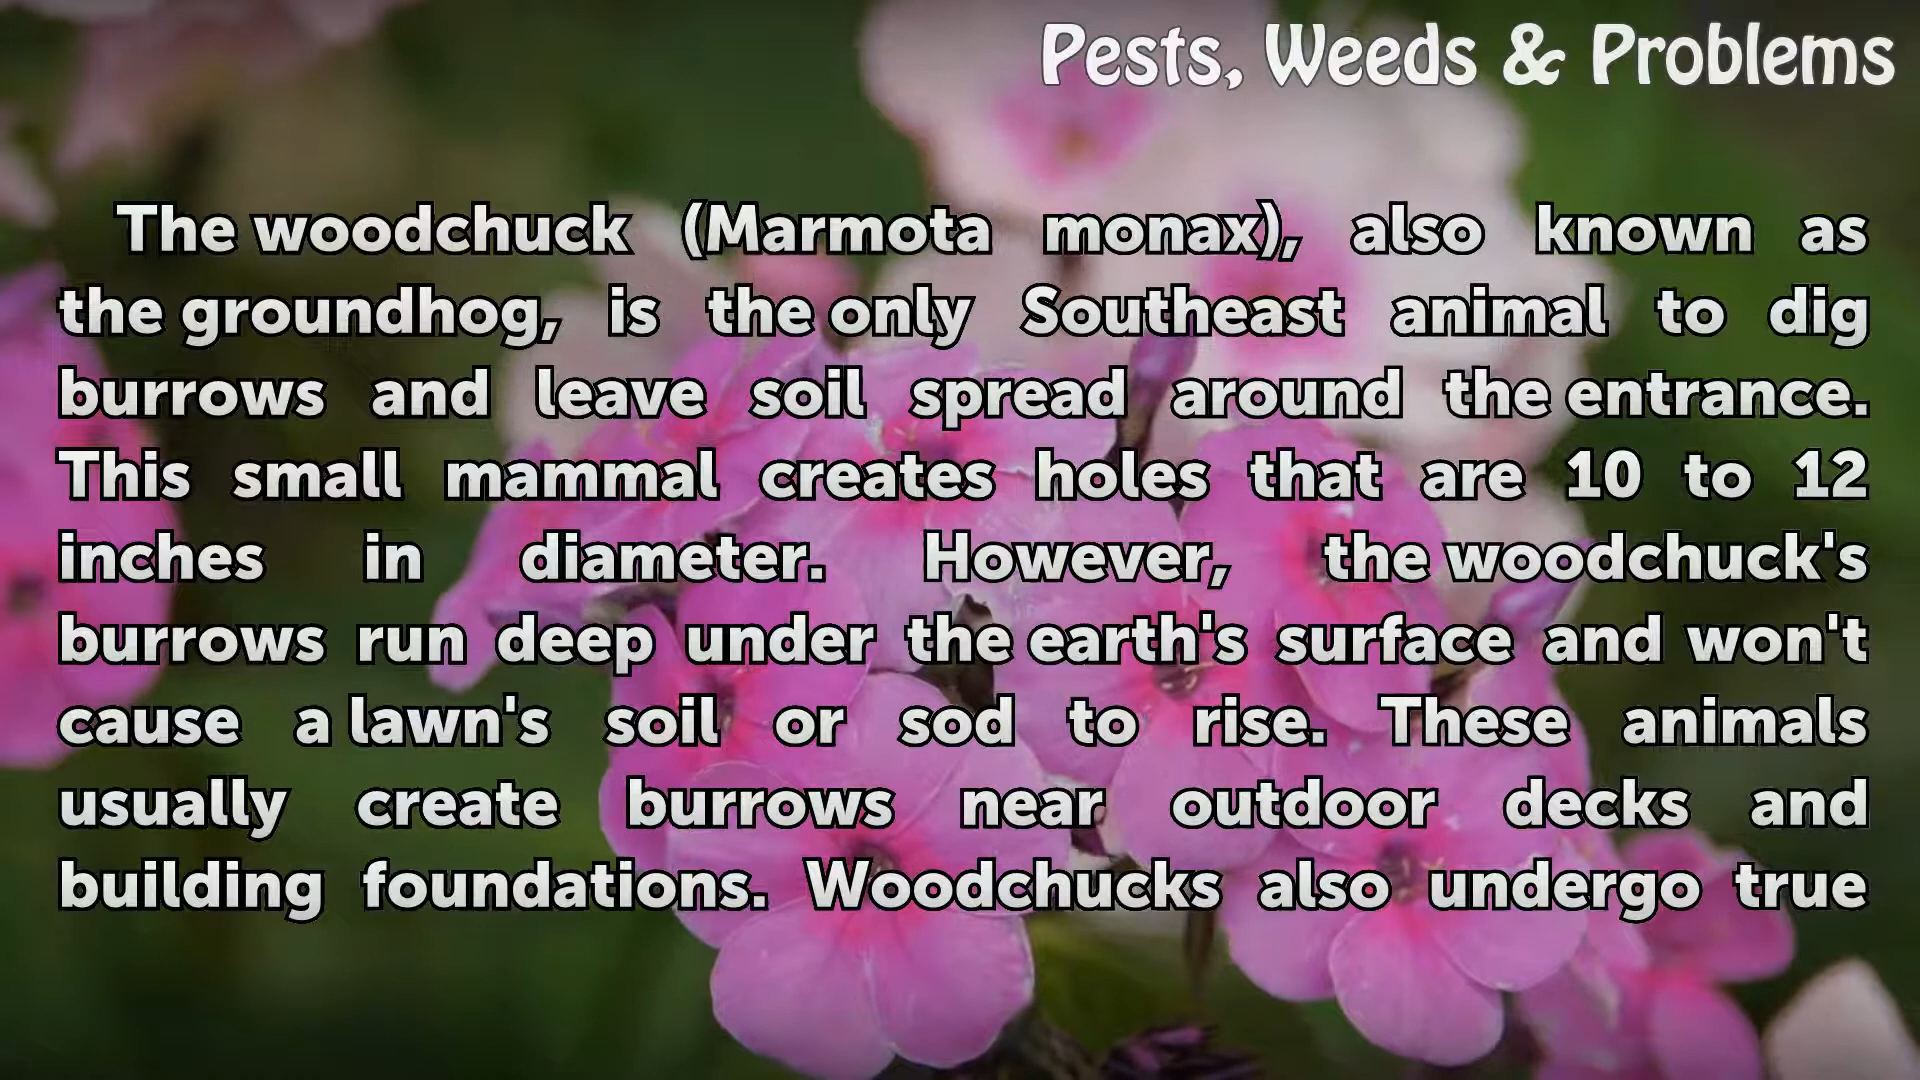 Pests, Weeds & Problems
The woodchuck (Marmota monax), also known as
the groundhog, is the only Southeast animal to dig
burrows and leave soil spread around the entrance.
This small mammal creates holes that are 10 to 12
inches in diameter. However, the woodchuck's
burrows run deep under the earth's surface and won't
cause a lawn's soil or sod to rise. These animals
usually create burrows near outdoor decks and
building foundations. Woodchucks also undergo true